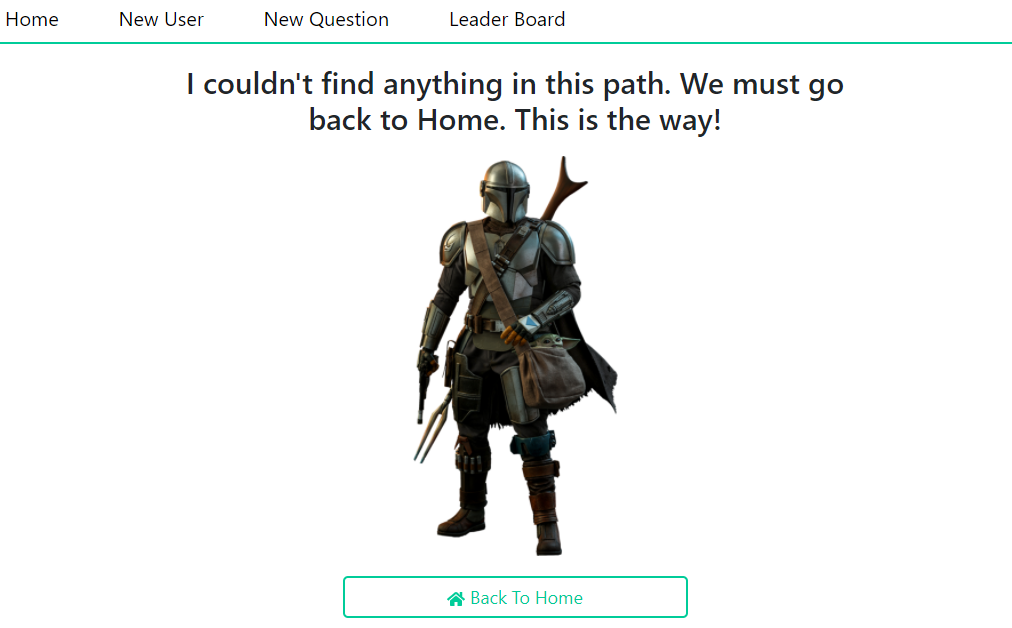 Home New User New Question Leader Board
I couldn't find anything in this path. We must go
back to Home. This is the way!
Back To Home